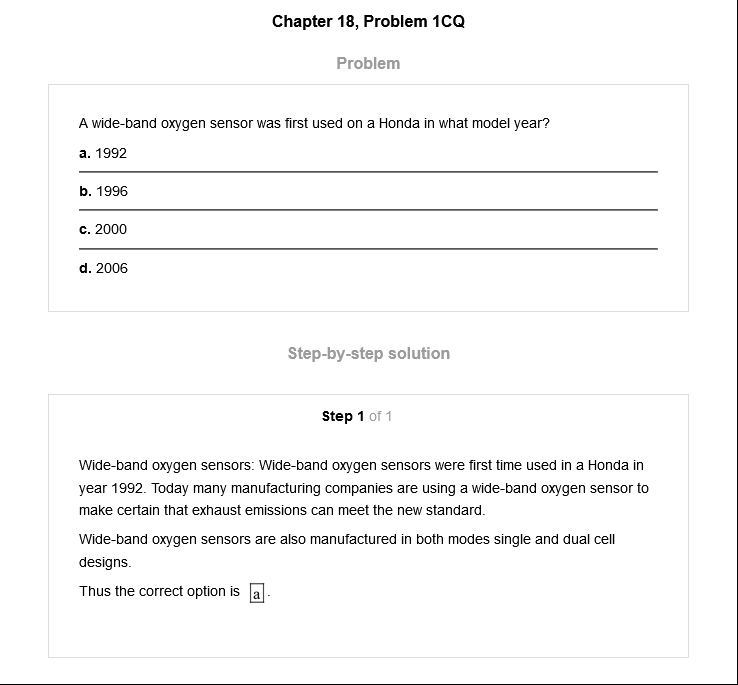 Chapter 18, Problem 1CQ
Problem
A wide-band oxygen sensor was first used on a Honda in what model year?
a. 1992
b. 1996
c. 2000
d. 2006
Step-by-step solution
Step 1 of 1
Wide-band oxygen sensors: Wide-band oxygen sensors were first time used in a Honda in
year 1992. Today many manufacturing companies are using a wide-band oxygen sensor to
make certain that exhaust emissions can meet the new standard.
Wide-band oxygen sensors are also manufactured in both modes single and dual cell
designs.
Thus the correct option is a.